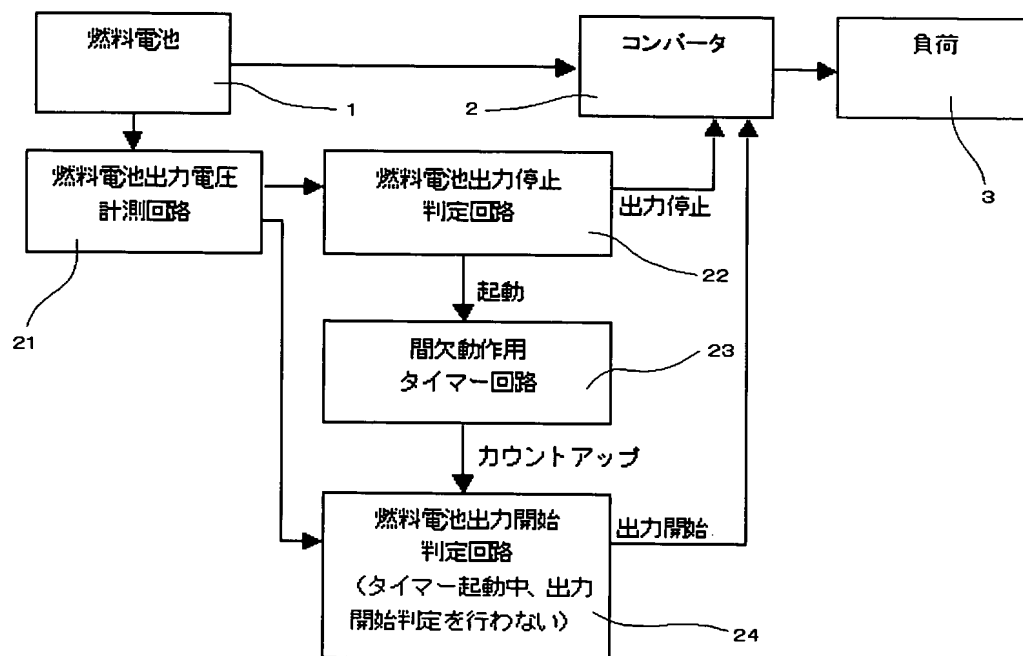 燃料電池
コンバータ
負荷
1
2
3
燃料電池出力電圧
計測回路
燃料電池出力停止
判定回路
出力停止
21
22
起動
間欠動作用
タイマー回路
23
カウントアップ
燃料電池出力開始
判定回路
（タイマー起動中、出力
開始判定を行わない）
出力開始
24